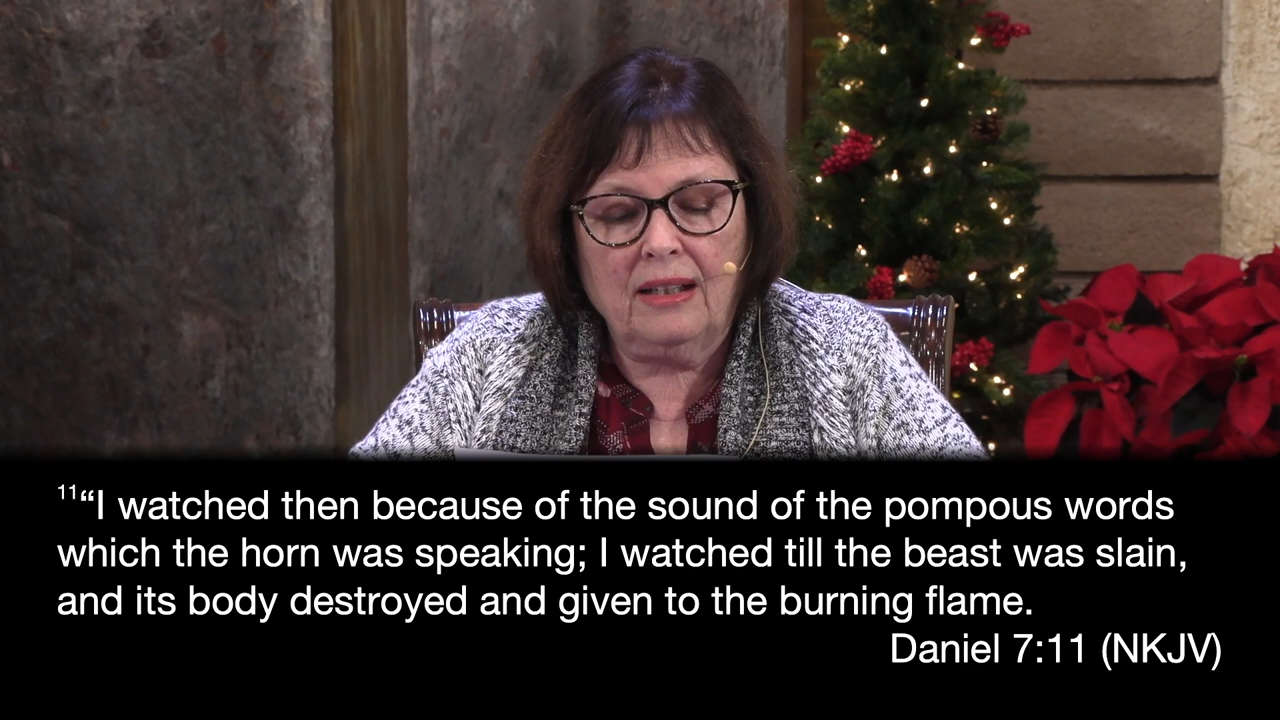 11“I watched then because of the sound of the pompous words
which the horn was speaking; I watched till the beast was slain,
and its body destroyed and given to the burning flame.
Daniel 7:11 (NKJV)